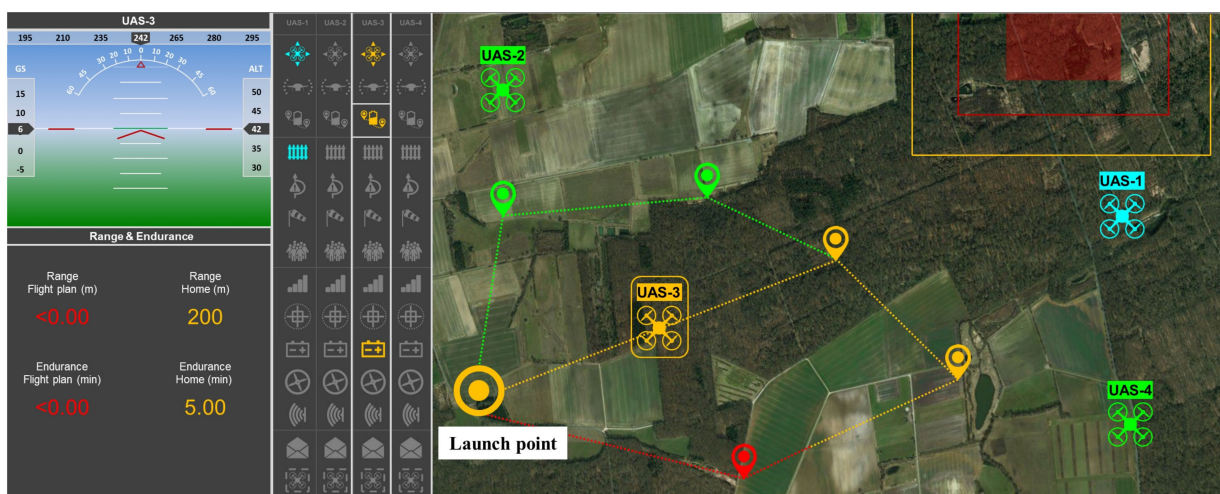 UAS-3
195 210 235 242 265 280 295
60 45 30 20 10 0 10 20 30 45 60
GS
15
10
6
0
-5
ALT
50
45
42
35
30
Range & Endurance
Range
Flight plan (m)
<0.00
Range
Home (m)
200
Endurance
Flight plan (min)
<0.00
Endurance
Home (min)
5.00
UAS-1 UAS-2 UAS-3 UAS-4
UAS-2
UAS-1
UAS-3
UAS-4
Launch point